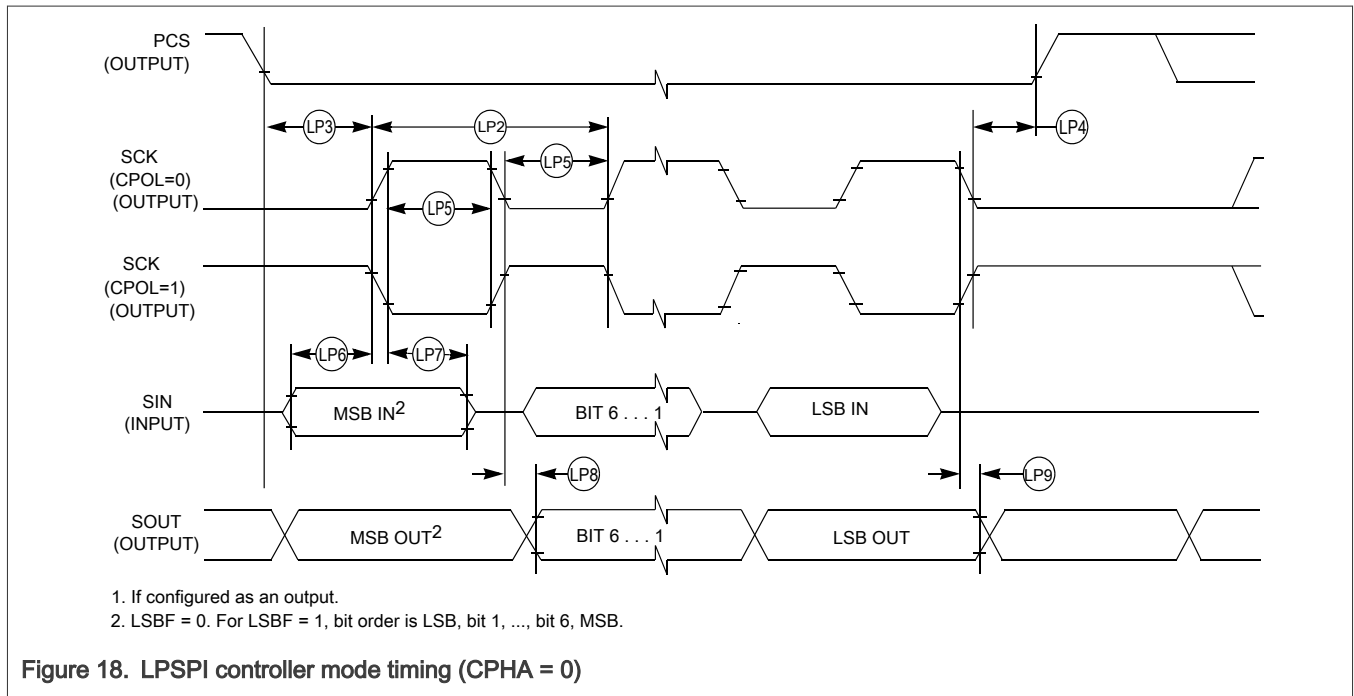 PCS
(OUTPUT)
LP3
LP2
LP4
SCK
(CPOL=0)
(OUTPUT)
LP5
LP5
SCK
(CPOL=1)
(OUTPUT)
LP6
LP7
SIN
(INPUT)
MSB IN2
BIT 6 . . . 1
LSB IN
LP8
LP9
SOUT
(OUTPUT)
MSB OUT2
BIT 6 . . . 1
LSB OUT
1. If configured as an output.
2. LSBF = 0. For LSBF = 1, bit order is LSB, bit 1, ..., bit 6, MSB.
Figure 18. LPSPI controller mode timing (CPHA = 0)